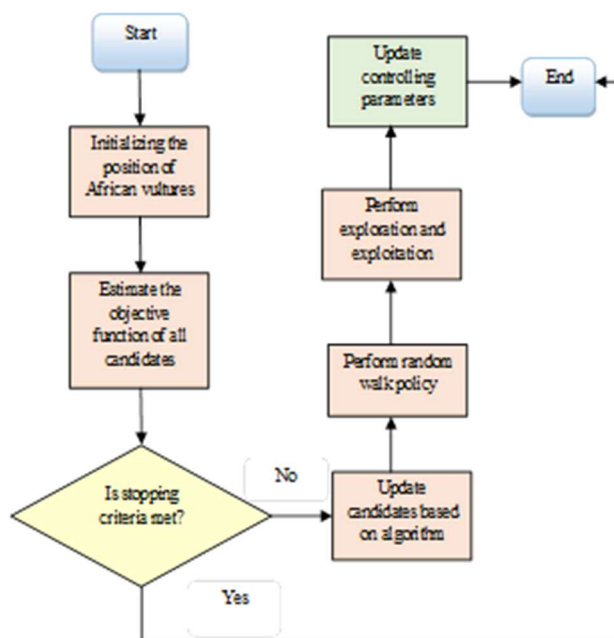 Start
Initializing the
position of
African vultures
Estimate the
objective
function of all
candidates
Is stopping
criteria met?
No
Yes
Update
candidates based
on algorithm
Perform random
walk policy
Perform
exploration and
exploitation
Update
controlling
parameters
End